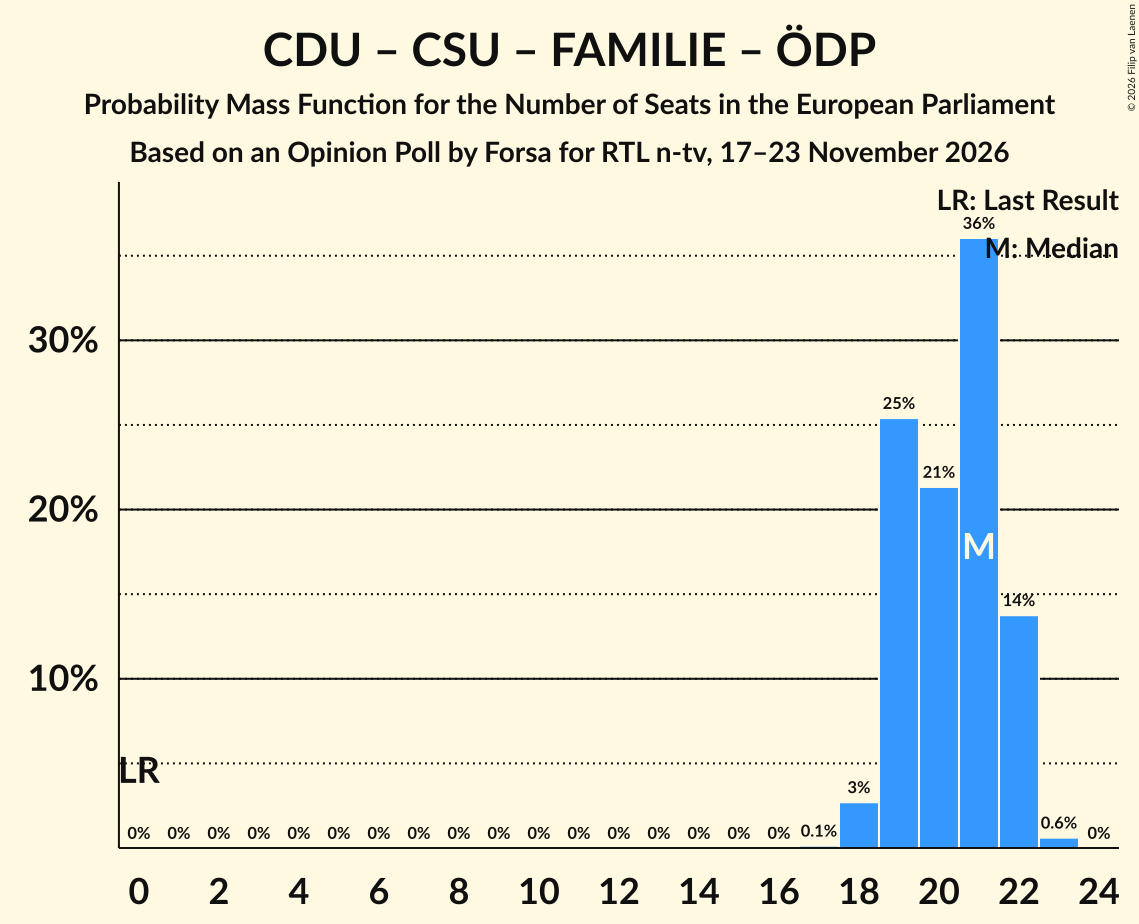 CDU – CSU – FAMILIE – ÖDP
Probability Mass Function for the Number of Seats in the European Parliament
Based on an Opinion Poll by Forsa for RTL n-tv, 17–23 November 2026
© 2026 Filip van Laenen
LR: Last Result
M: Median
36%
30%
25%
21%
20%
M
14%
10%
LR
3%
0% 0% 0% 0% 0% 0% 0% 0% 0% 0% 0% 0% 0% 0% 0% 0% 0% 0.1% 0.6% 0%
0 2 4 6 8 10 12 14 16 18 20 22 24